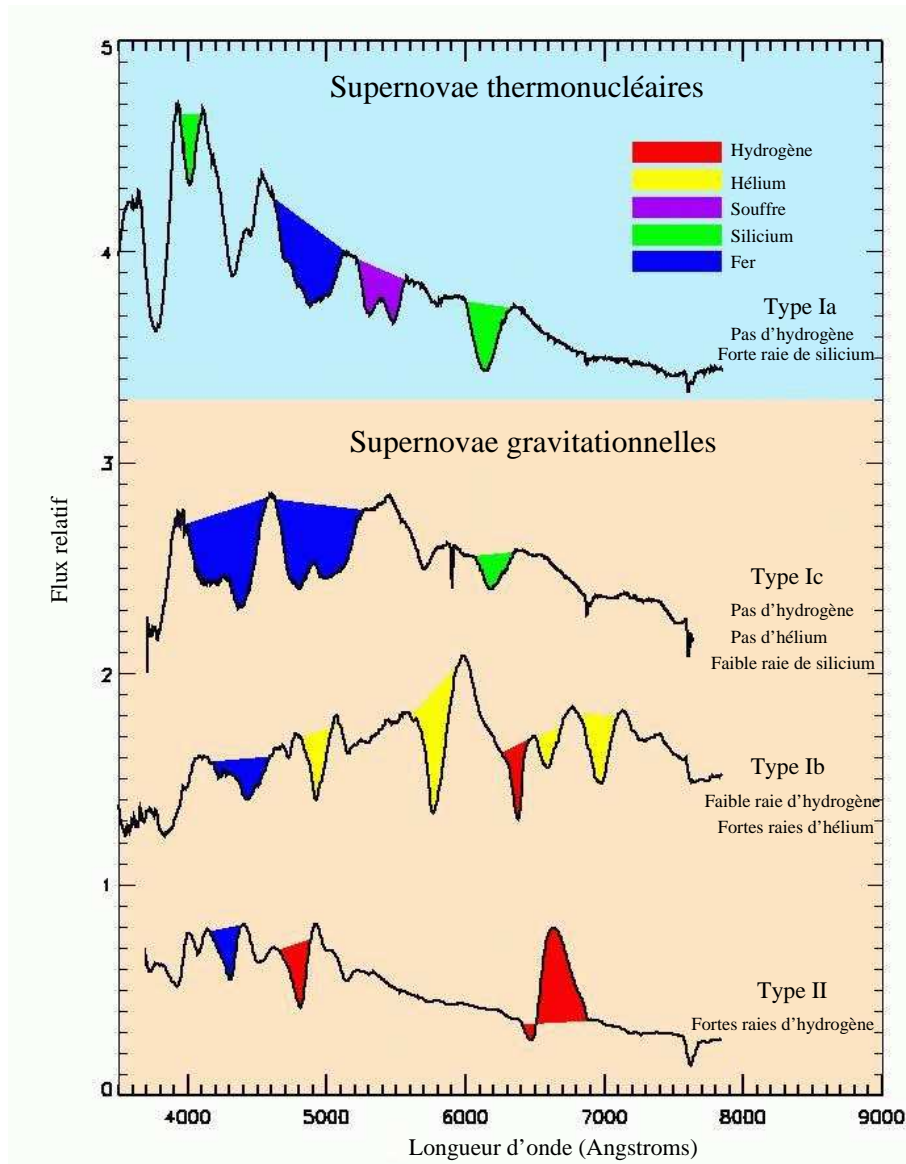 5
Supernovae thermonucléaires
Hydrogène
Hélium
Souffre
Silicium
Fer
4
Type Ia
Pas d'hydrogène
Forte raie de silicium
Supernovae gravitationnelles
3
Flux relatif
Type Ic
Pas d'hydrogène
Pas d'hélium
Faible raie de silicium
2
Type Ib
Faible raie d'hydrogène
Fortes raies d'hélium
1
Type II
Fortes raies d'hydrogène
0
4000 5000 6000 7000 8000 9000
Longueur d'onde (Angstroms)